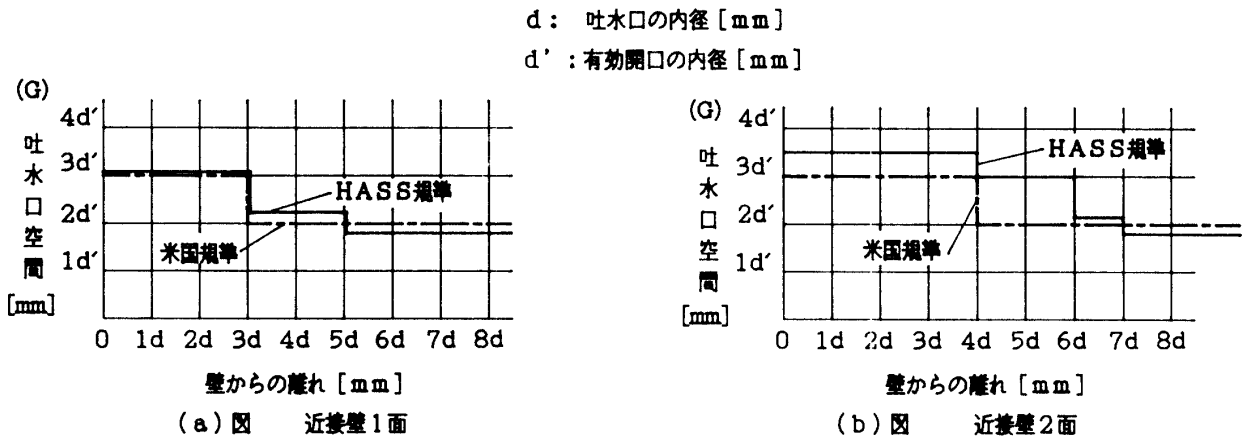 d: 吐水口の内径[mm]
d':有効開口の内径[mm]
(G)
吐水口空間
[mm]
4d'
3d'
2d'
1d'
HASS規準
米国規準
0 1d 2d 3d 4d 5d 6d 7d 8d
壁からの離れ[mm]
(a)図 近接壁1面
(G)
吐水口空間
[mm]
4d'
3d'
2d'
1d'
HASS規準
米国規準
0 1d 2d 3d 4d 5d 6d 7d 8d
壁からの離れ[mm]
(b)図 近接壁2面